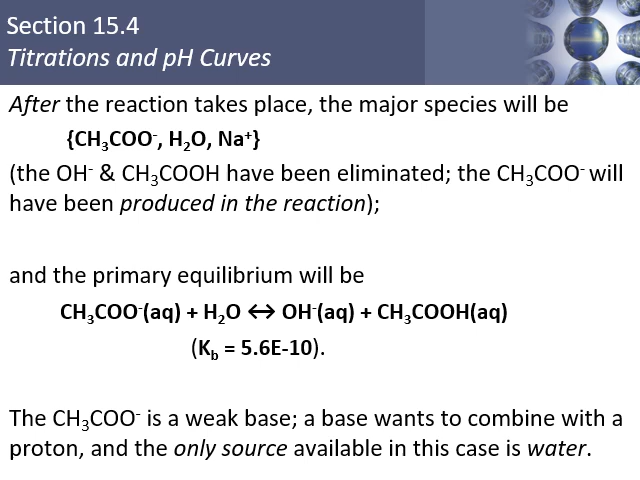 Section 15.4
Titrations and pH Curves
After the reaction takes place, the major species will be
{CH₃COO⁻, H₂O, Na⁺}
(the OH⁻ & CH₃COOH have been eliminated; the CH₃COO⁻ will
have been produced in the reaction);
and the primary equilibrium will be
CH₃COO⁻(aq) + H₂O ↔ OH⁻(aq) + CH₃COOH(aq)
(K_b = 5.6E-10).
The CH₃COO⁻ is a weak base; a base wants to combine with a
proton, and the only source available in this case is water.